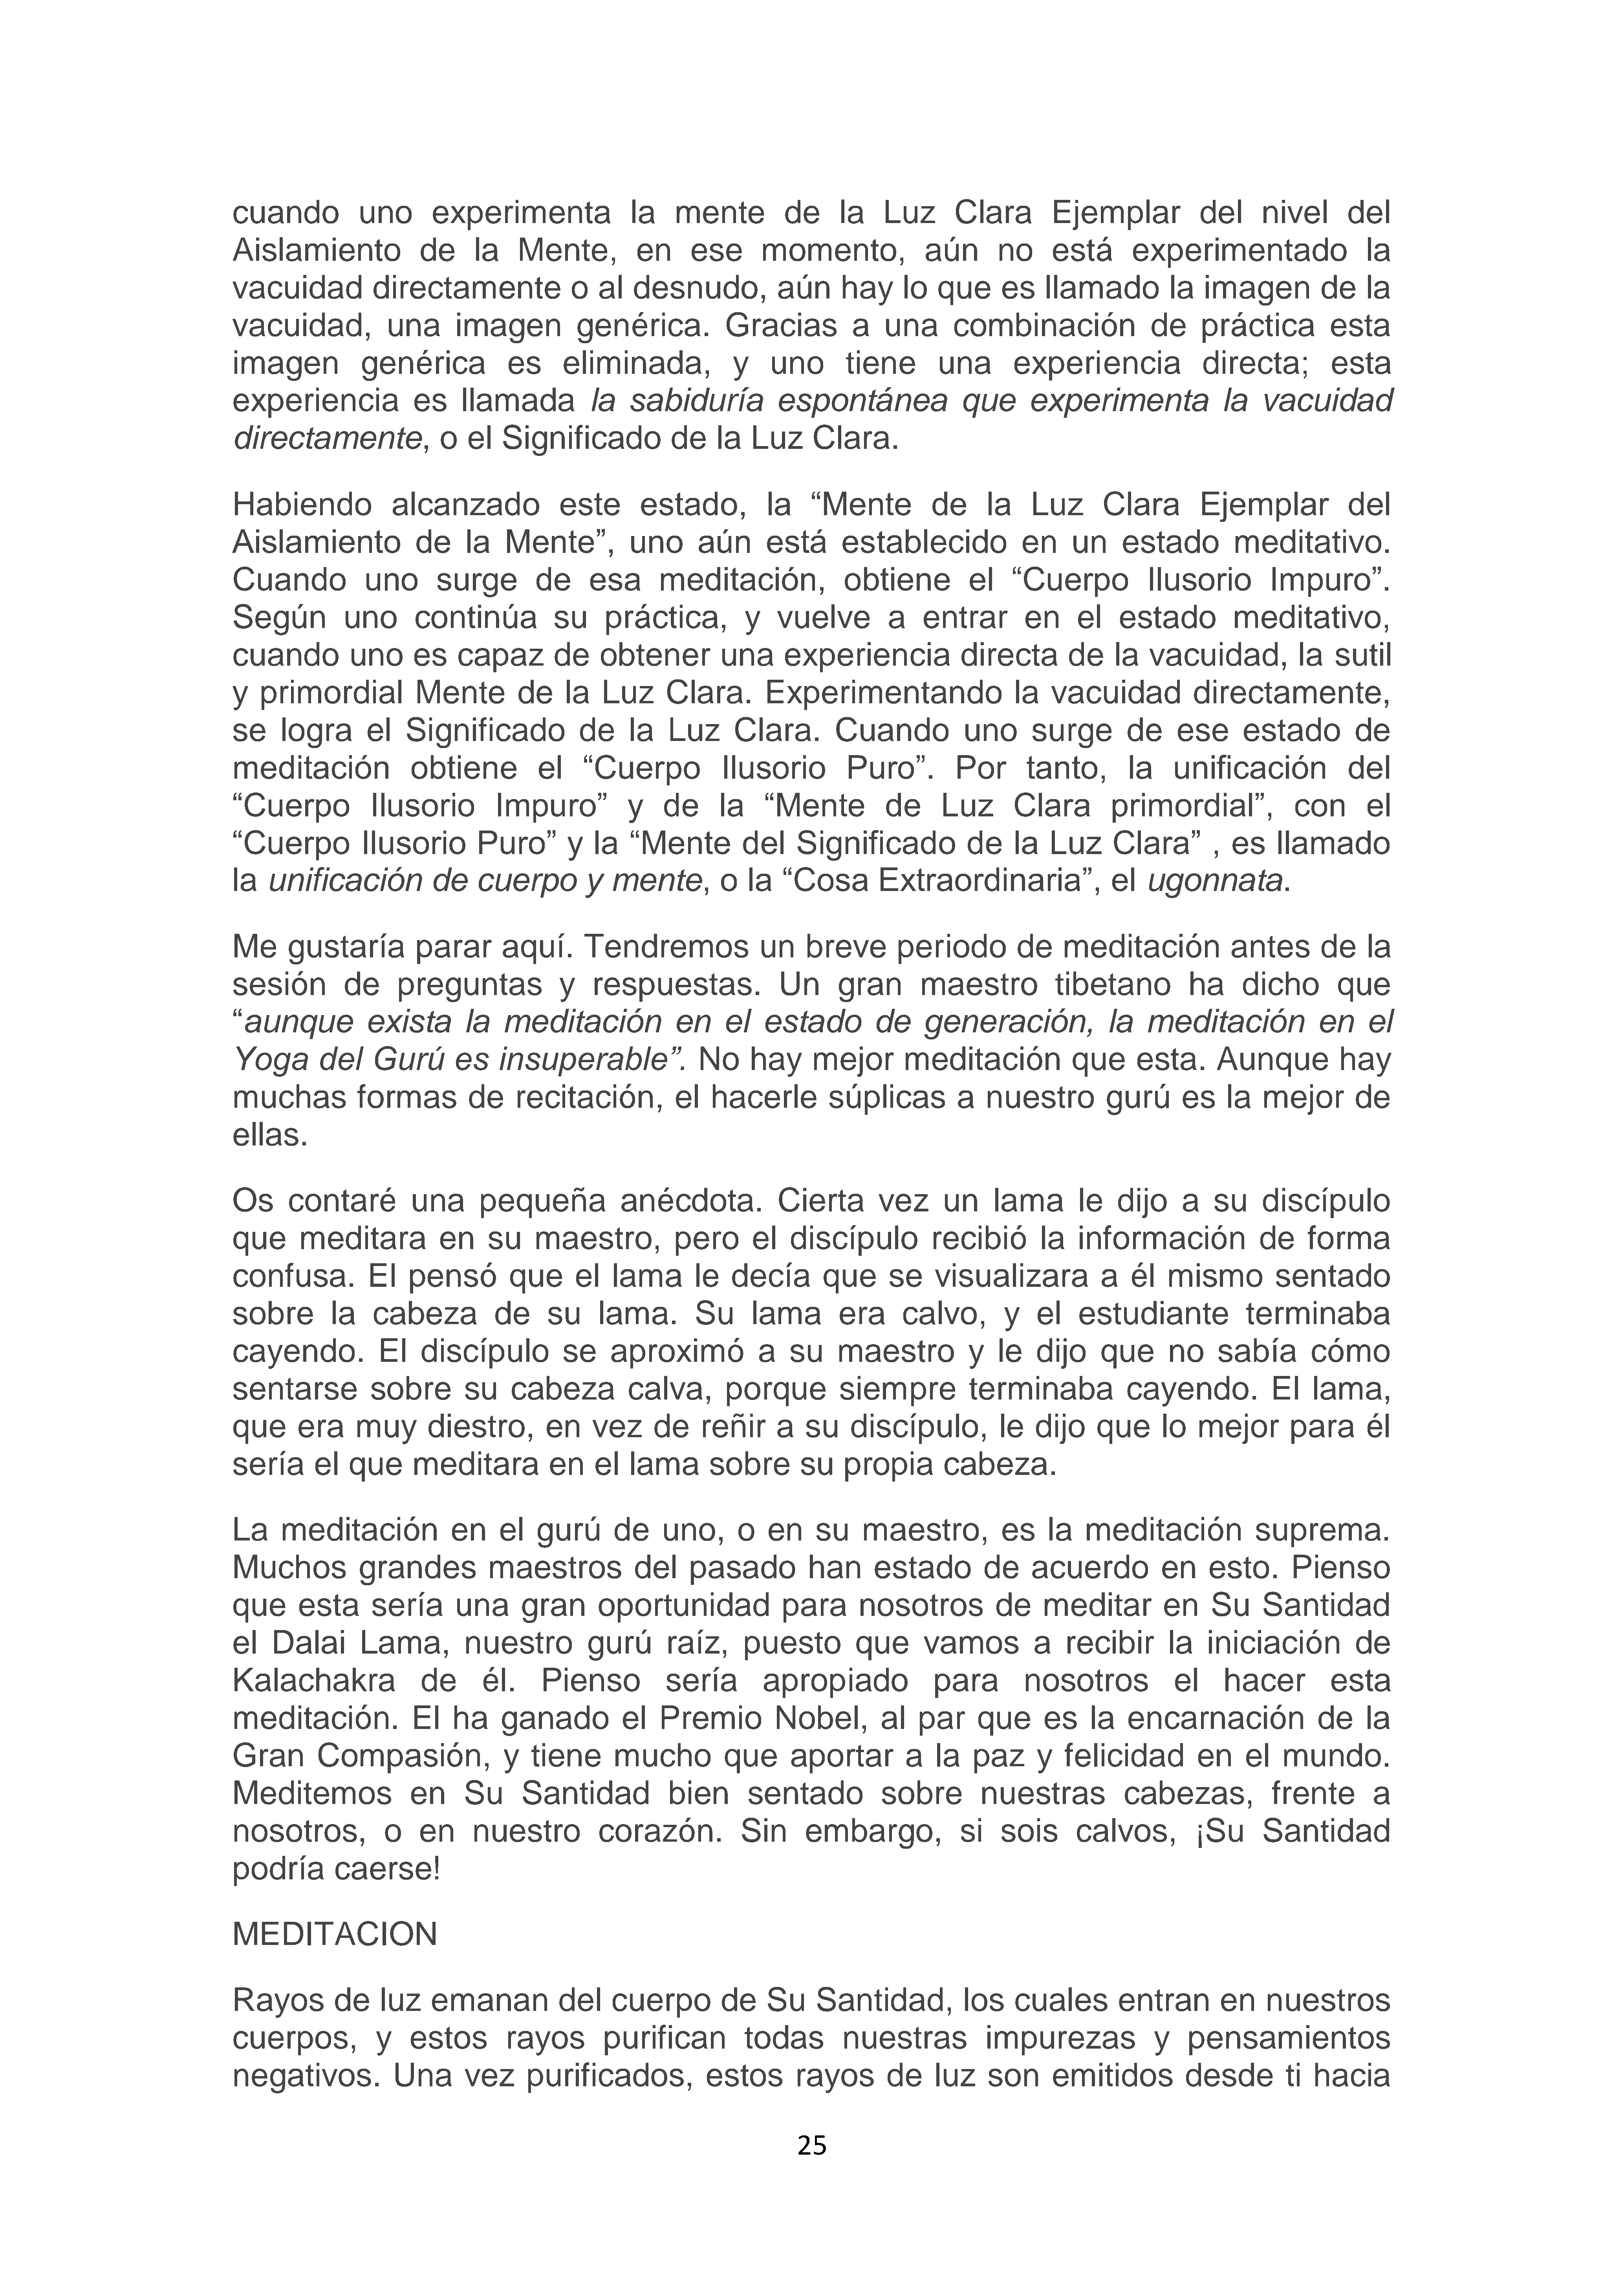 cuando uno experimenta la mente de la Luz Clara Ejemplar del nivel del
Aislamiento de la Mente, en ese momento, aún no está experimentado la
vacuidad directamente o al desnudo, aún hay lo que es llamado la imagen de la
vacuidad, una imagen genérica. Gracias a una combinación de práctica esta
imagen genérica es eliminada, y uno tiene una experiencia directa; esta
experiencia es llamada la sabiduría espontánea que experimenta la vacuidad
directamente, o el Significado de la Luz Clara.
Habiendo alcanzado este estado, la “Mente de la Luz Clara Ejemplar del
Aislamiento de la Mente”, uno aún está establecido en un estado meditativo.
Cuando uno surge de esa meditación, obtiene el “Cuerpo Ilusorio Impuro”.
Según uno continúa su práctica, y vuelve a entrar en el estado meditativo,
cuando uno es capaz de obtener una experiencia directa de la vacuidad, la sutil
y primordial Mente de la Luz Clara. Experimentando la vacuidad directamente,
se logra el Significado de la Luz Clara. Cuando uno surge de ese estado de
meditación obtiene el “Cuerpo Ilusorio Puro”. Por tanto, la unificación del
“Cuerpo Ilusorio Impuro” y de la “Mente de Luz Clara primordial”, con el
“Cuerpo Ilusorio Puro” y la “Mente del Significado de la Luz Clara” , es llamado
la unificación de cuerpo y mente, o la “Cosa Extraordinaria”, el ugonnata.
Me gustaría parar aquí. Tendremos un breve periodo de meditación antes de la
sesión de preguntas y respuestas. Un gran maestro tibetano ha dicho que
“aunque exista la meditación en el estado de generación, la meditación en el
Yoga del Gurú es insuperable”. No hay mejor meditación que esta. Aunque hay
muchas formas de recitación, el hacerle súplicas a nuestro gurú es la mejor de
ellas.
Os contaré una pequeña anécdota. Cierta vez un lama le dijo a su discípulo
que meditara en su maestro, pero el discípulo recibió la información de forma
confusa. El pensó que el lama le decía que se visualizara a él mismo sentado
sobre la cabeza de su lama. Su lama era calvo, y el estudiante terminaba
cayendo. El discípulo se aproximó a su maestro y le dijo que no sabía cómo
sentarse sobre su cabeza calva, porque siempre terminaba cayendo. El lama,
que era muy diestro, en vez de reñir a su discípulo, le dijo que lo mejor para él
sería el que meditara en el lama sobre su propia cabeza.
La meditación en el gurú de uno, o en su maestro, es la meditación suprema.
Muchos grandes maestros del pasado han estado de acuerdo en esto. Pienso
que esta sería una gran oportunidad para nosotros de meditar en Su Santidad
el Dalai Lama, nuestro gurú raíz, puesto que vamos a recibir la iniciación de
Kalachakra de él. Pienso sería apropiado para nosotros el hacer esta
meditación. El ha ganado el Premio Nobel, al par que es la encarnación de la
Gran Compasión, y tiene mucho que aportar a la paz y felicidad en el mundo.
Meditemos en Su Santidad bien sentado sobre nuestras cabezas, frente a
nosotros, o en nuestro corazón. Sin embargo, si sois calvos, ¡Su Santidad
podría caerse!
MEDITACION
Rayos de luz emanan del cuerpo de Su Santidad, los cuales entran en nuestros
cuerpos, y estos rayos purifican todas nuestras impurezas y pensamientos
negativos. Una vez purificados, estos rayos de luz son emitidos desde ti hacia
25